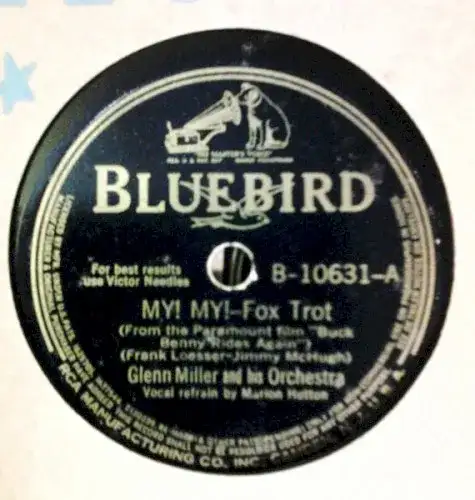 "HIS MASTER'S VOICE"
BLUEBIRD
For best results
use Victor Needles
B-10631-A
MY! MY!-Fox Trot
(From the Paramount film "Buck
Benny Rides Again")
(Frank Loesser-Jimmy McHugh)
Glenn Miller and his Orchestra
Vocal refrain by Marion Hutton
RCA MANUFACTURING CO. INC.
U.S.A.